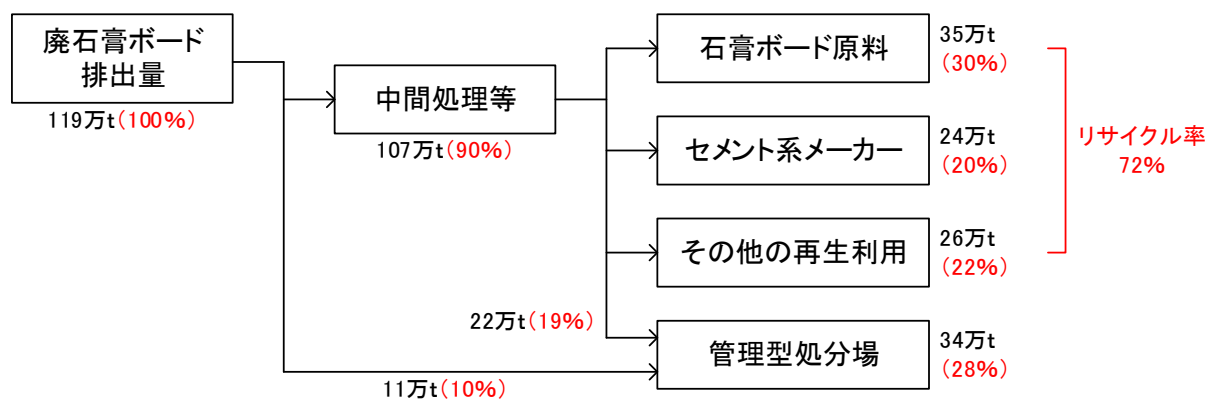 廃石膏ボード
排出量
119万t(100%)
中間処理等
107万t(90%)
石膏ボード原料
35万t
(30%)
セメント系メーカー
24万t
(20%)
その他の再生利用
26万t
(22%)
リサイクル率
72%
22万t(19%)
管理型処分場
34万t
(28%)
11万t(10%)